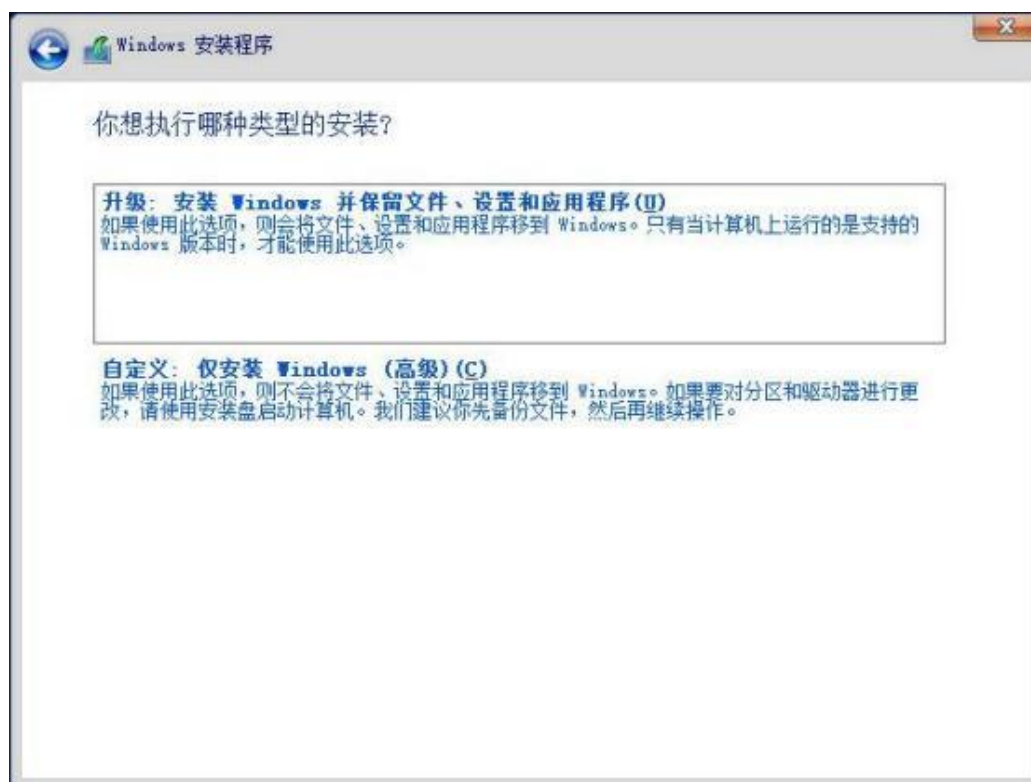 Windows 安装程序
你想执行哪种类型的安装?
升级: 安装 Windows 并保留文件、设置和应用程序(U)
如果使用此选项，则会将文件、设置和应用程序移到 Windows。只有当计算机上运行的是支持的
Windows 版本时，才能使用此选项。
自定义: 仅安装 Windows (高级)(C)
如果使用此选项，则不会将文件、设置和应用程序移到 Windows。如果要对分区和驱动器进行更
改，请使用安装盘启动计算机。我们建议你先备份文件，然后再继续操作。